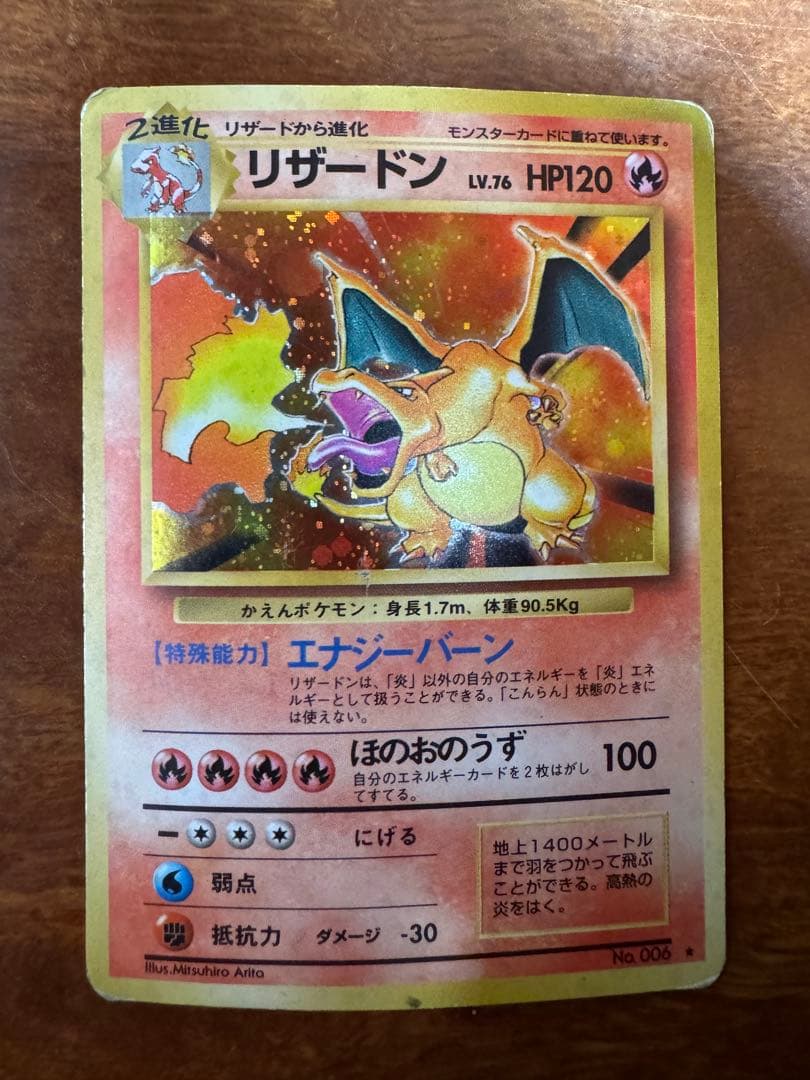 2進化 リザードから進化 モンスターカードに重ねて使います。
リザードン LV.76 HP120
かえんポケモン：身長1.7m、体重90.5Kg
【特殊能力】エナジーバーン
リザードンは、「炎」以外の自分のエネルギーを「炎」エネ
ルギーとして扱うことができる。「こんらん」状態のときに
は使えない。
ほのおのうず 100
自分のエネルギーカードを2枚はがし
てすてる。
にげる
弱点
抵抗力 ダメージ -30
地上1400メートル
まで羽をつかって飛ぶ
ことができる。高熱の
炎をはく。
Illus.Mitsuhiro Arita
No.006 ★